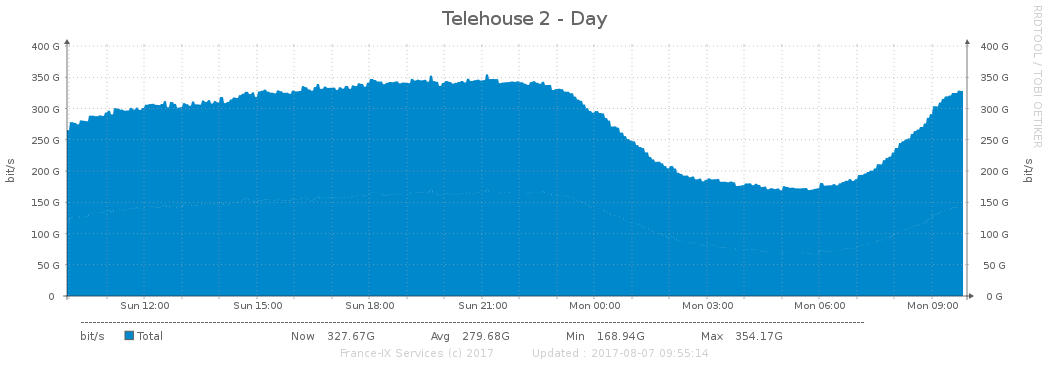 Telehouse 2 - Day
RRDTOOL / TOBI OETIKER
400 G 400 G
350 G 350 G
300 G 300 G
250 G 250 G
200 G 200 G
150 G 150 G
100 G 100 G
50 G 50 G
0 0 G
bit/s bit/s
Sun 12:00 Sun 15:00 Sun 18:00 Sun 21:00 Mon 00:00 Mon 03:00 Mon 06:00 Mon 09:00
bit/s Total Now 327.67G Avg 279.68G Min 168.94G Max 354.17G
France-IX Services (c) 2017 Updated : 2017-08-07 09:55:14